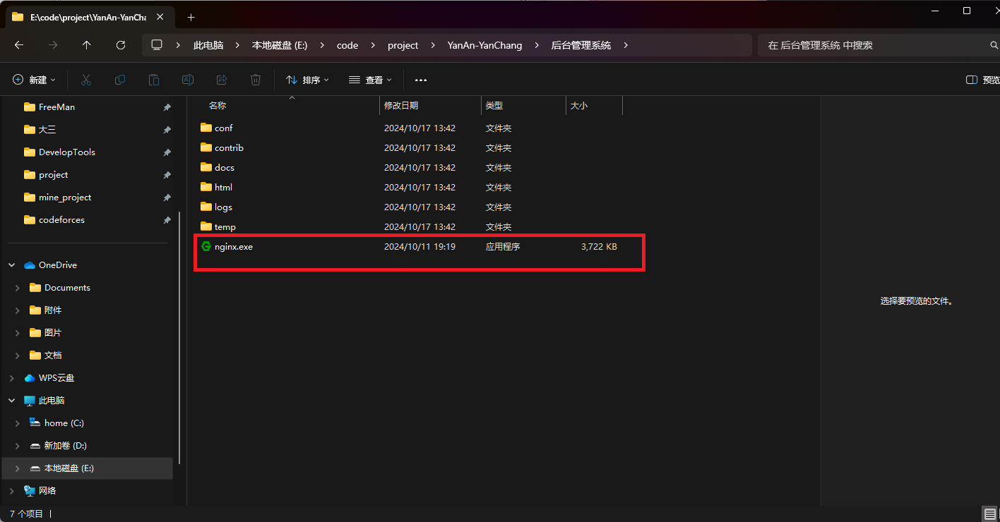 E:\code\project\YanAn-YanCha
此电脑 本地磁盘 (E:) code project YanAn-YanChang 后台管理系统
在 后台管理系统 中搜索
新建 排序 查看 预览
FreeMan
大三
DevelopTools
project
mine_project
codeforces
OneDrive
Documents
附件
图片
文档
WPS云盘
此电脑
home (C:)
新加卷 (D:)
本地磁盘 (E:)
网络
名称 修改日期 类型 大小
conf 2024/10/17 13:42 文件夹
contrib 2024/10/17 13:42 文件夹
docs 2024/10/17 13:42 文件夹
html 2024/10/17 13:42 文件夹
logs 2024/10/17 13:42 文件夹
temp 2024/10/17 13:42 文件夹
nginx.exe 2024/10/11 19:19 应用程序 3,722 KB
选择要预览的文件。
7 个项目